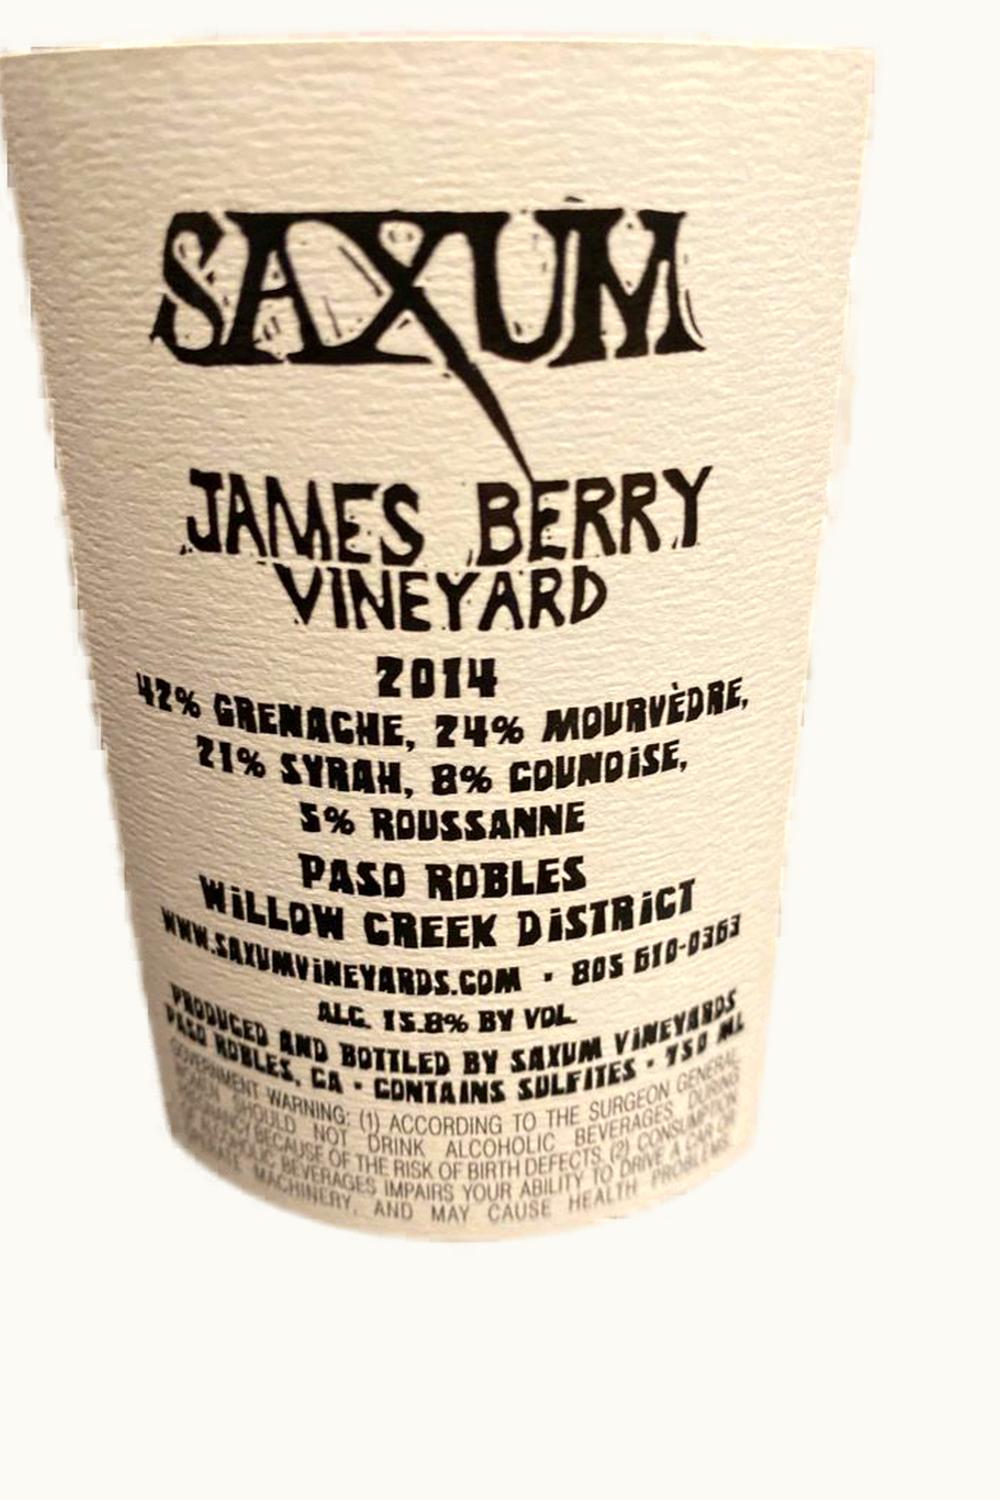 SAXUM
JAMES BERRY
VINEYARD
2014
42% GRENACHE, 24% MOURVÈDRE,
21% SYRAH, 8% COUNOiSE,
5% ROUSSANNE
PASO ROBLES
WiLLOW CREEK DiSTRiCT
WWW.SAXUMViNEYARDS.COM • 805 610-0363
ALC. 15.8% BY VOL.
PRODUCED AND BOTTLED BY SAXUM ViNEYARDS
PASO ROBLES, CA • CONTAINS SULFITES • 750 ML
GOVERNMENT WARNING: (1) ACCORDING TO THE SURGEON GENERAL,
WOMEN SHOULD NOT DRINK ALCOHOLIC BEVERAGES DURING
PREGNANCY BECAUSE OF THE RISK OF BIRTH DEFECTS. (2) CONSUMPTION
OF ALCOHOLIC BEVERAGES IMPAIRS YOUR ABILITY TO DRIVE A CAR OR
OPERATE MACHINERY, AND MAY CAUSE HEALTH PROBLEMS.